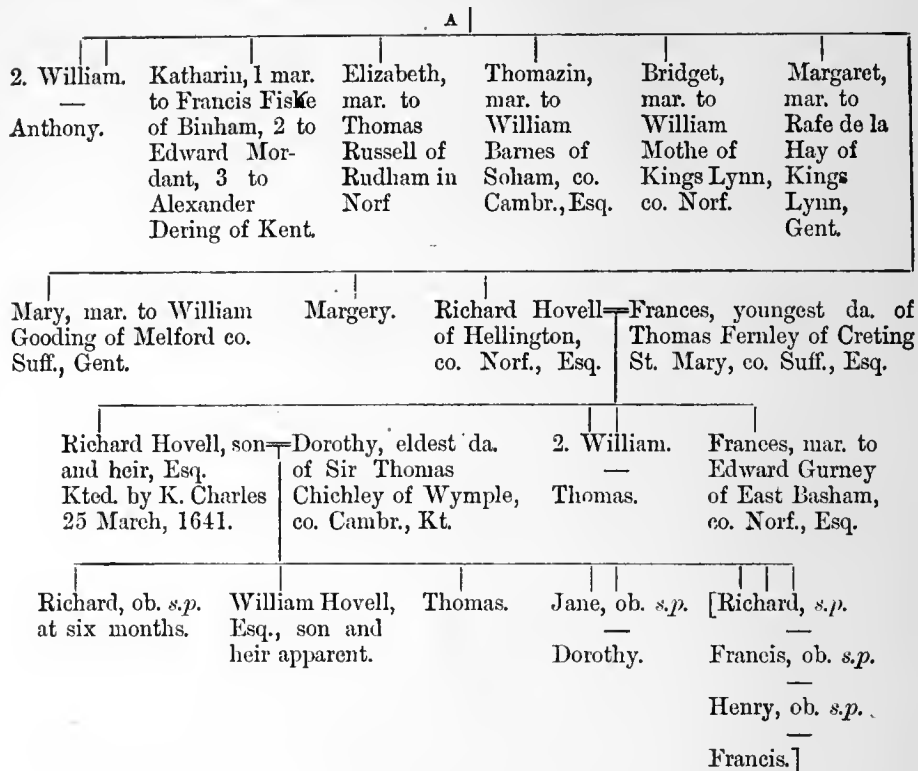 A
2. William.
—
Anthony.
Katharin, 1 mar.
to Francis Fiske
of Binham, 2 to
Edward Mor-
dant, 3 to
Alexander
Dering of Kent.
Elizabeth,
mar. to
Thomas
Russell of
Rudham in
Norf
Thomazin,
mar. to
William
Barnes of
Soham, co.
Cambr., Esq.
Bridget,
mar. to
William
Mothe of
Kings Lynn,
co. Norf.
Margaret,
mar. to
Rafe de la
Hay of
Kings
Lynn,
Gent.
Mary, mar. to William
Gooding of Melford co.
Suff., Gent.
Margery.
Richard Hovell
of Hellington,
co. Norf., Esq.
Frances, youngest da. of
Thomas Fernley of Creting
St. Mary, co. Suff., Esq.
Richard Hovell, son
and heir, Esq.
Kted. by K. Charles
25 March, 1641.
Dorothy, eldest da.
of Sir Thomas
Chichley of Wymple,
co. Cambr., Kt.
2. William.
—
Thomas.
Frances, mar. to
Edward Gurney
of East Basham,
co. Norf., Esq.
Richard, ob. s.p.
at six months.
William Hovell,
Esq., son and
heir apparent.
Thomas.
Jane, ob. s.p.
—
Dorothy.
[Richard, s.p.
—
Francis, ob. s.p.
—
Henry, ob. s.p.
—
Francis.]